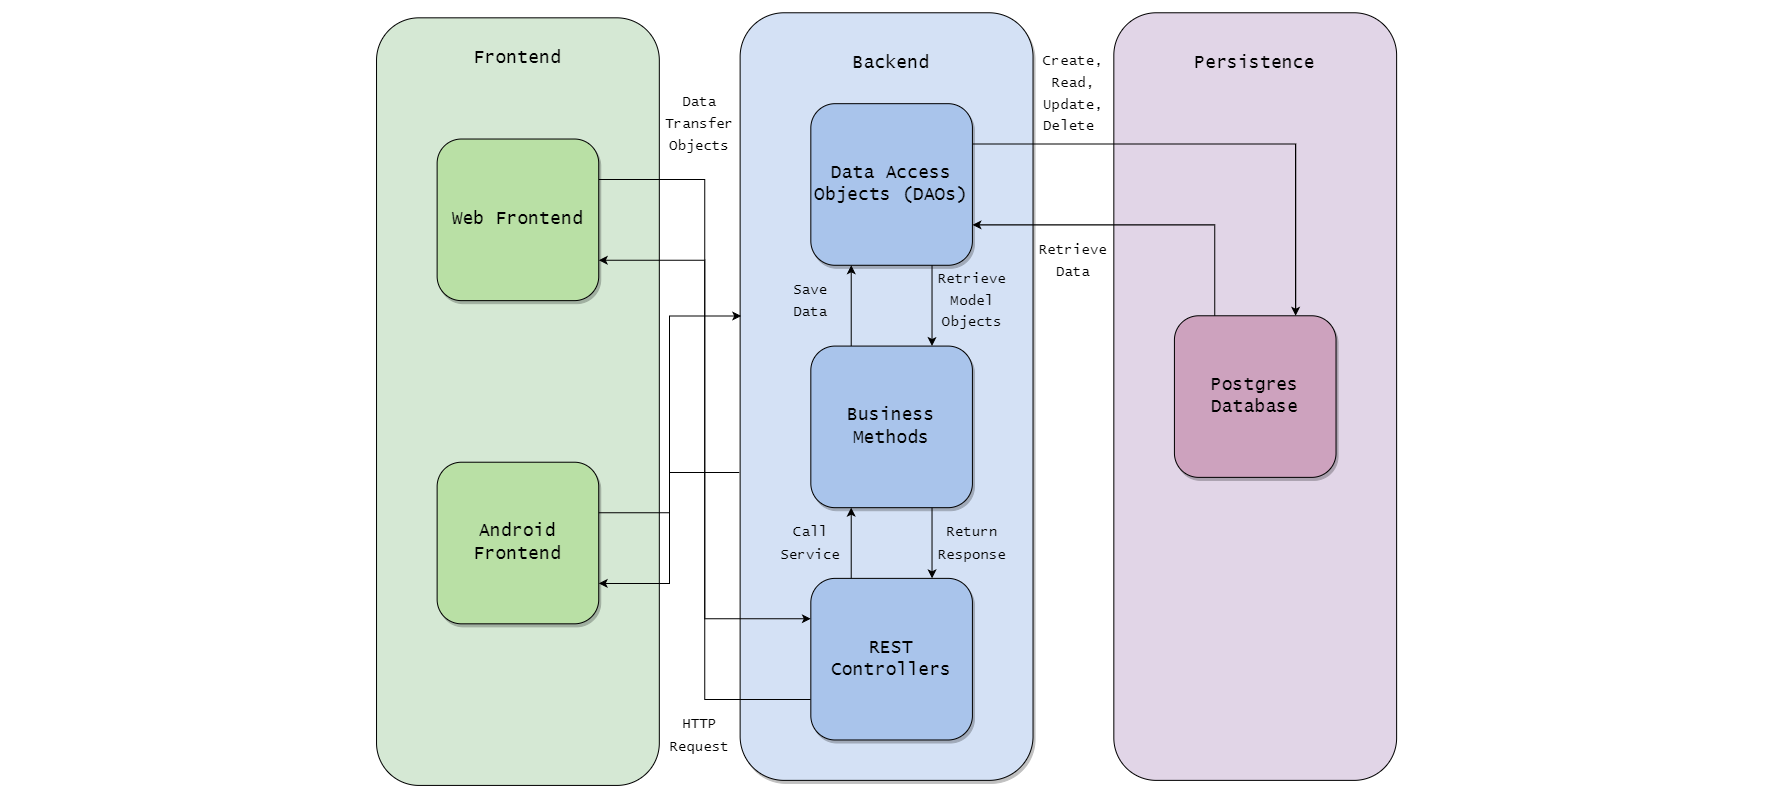 Frontend
Web Frontend
Android
Frontend
Data
Transfer
Objects
HTTP
Request
Backend
Data Access
Objects (DAOs)
Save
Data
Retrieve
Model
Objects
Business
Methods
Call
Service
Return
Response
REST
Controllers
Create,
Read,
Update,
Delete
Retrieve
Data
Persistence
Postgres
Database